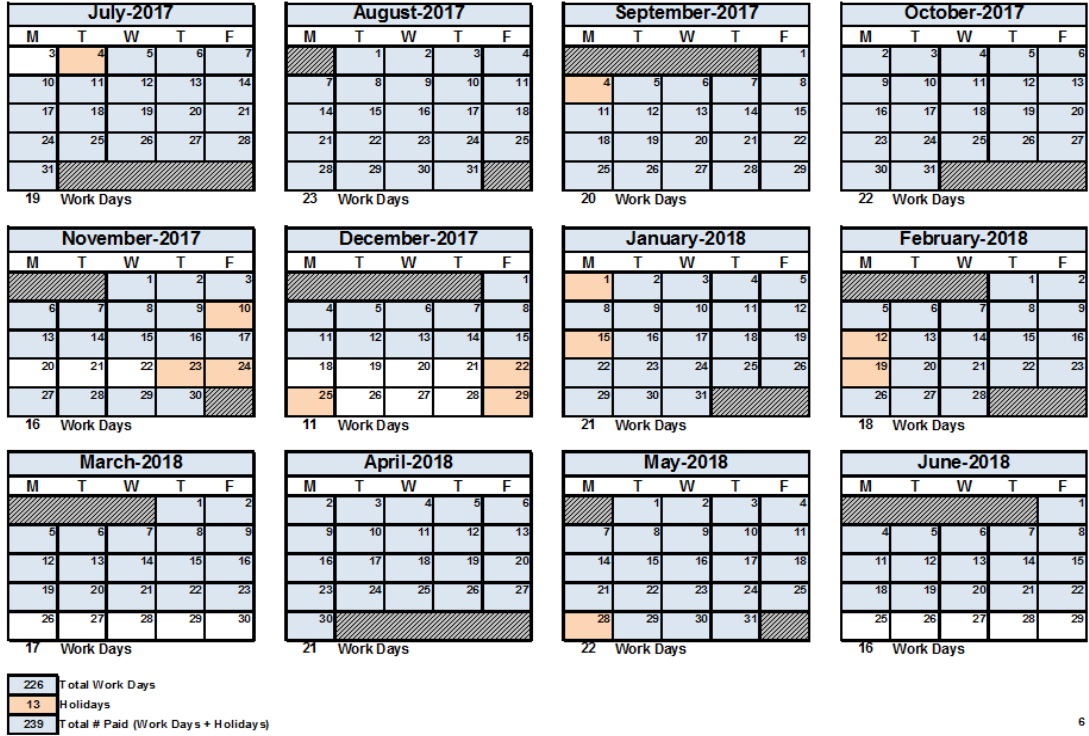 July-2017 August-2017 September-2017 October-2017
M T W T F M T W T F M T W T F M T W T F
3 4 5 6 7 1 2 3 4 1 2 3 4 5 6
10 11 12 13 14 7 8 9 10 11 4 5 6 7 8 9 10 11 12 13
17 18 19 20 21 14 15 16 17 18 11 12 13 14 15 16 17 18 19 20
24 25 26 27 28 21 22 23 24 25 18 19 20 21 22 23 24 25 26 27
31 28 29 30 31 25 26 27 28 29 30 31
19 Work Days 23 Work Days 20 Work Days 22 Work Days
November-2017 December-2017 January-2018 February-2018
M T W T F M T W T F M T W T F M T W T F
1 2 3 1 1 2 3 4 5 1 2
6 7 8 9 10 4 5 6 7 8 8 9 10 11 12 5 6 7 8 9
13 14 15 16 17 11 12 13 14 15 15 16 17 18 19 12 13 14 15 16
20 21 22 23 24 18 19 20 21 22 22 23 24 25 26 19 20 21 22 23
27 28 29 30 25 26 27 28 29 29 30 31 26 27 28
16 Work Days 11 Work Days 21 Work Days 18 Work Days
March-2018 April-2018 May-2018 June-2018
M T W T F M T W T F M T W T F M T W T F
1 2 2 3 4 5 6 1 2 3 4 1
5 6 7 8 9 9 10 11 12 13 7 8 9 10 11 4 5 6 7 8
12 13 14 15 16 16 17 18 19 20 14 15 16 17 18 11 12 13 14 15
19 20 21 22 23 23 24 25 26 27 21 22 23 24 25 18 19 20 21 22
26 27 28 29 30 30 28 29 30 31 25 26 27 28 29
17 Work Days 21 Work Days 22 Work Days 16 Work Days
226 Total Work Days
13 Holidays
239 Total # Paid (Work Days + Holidays)
6